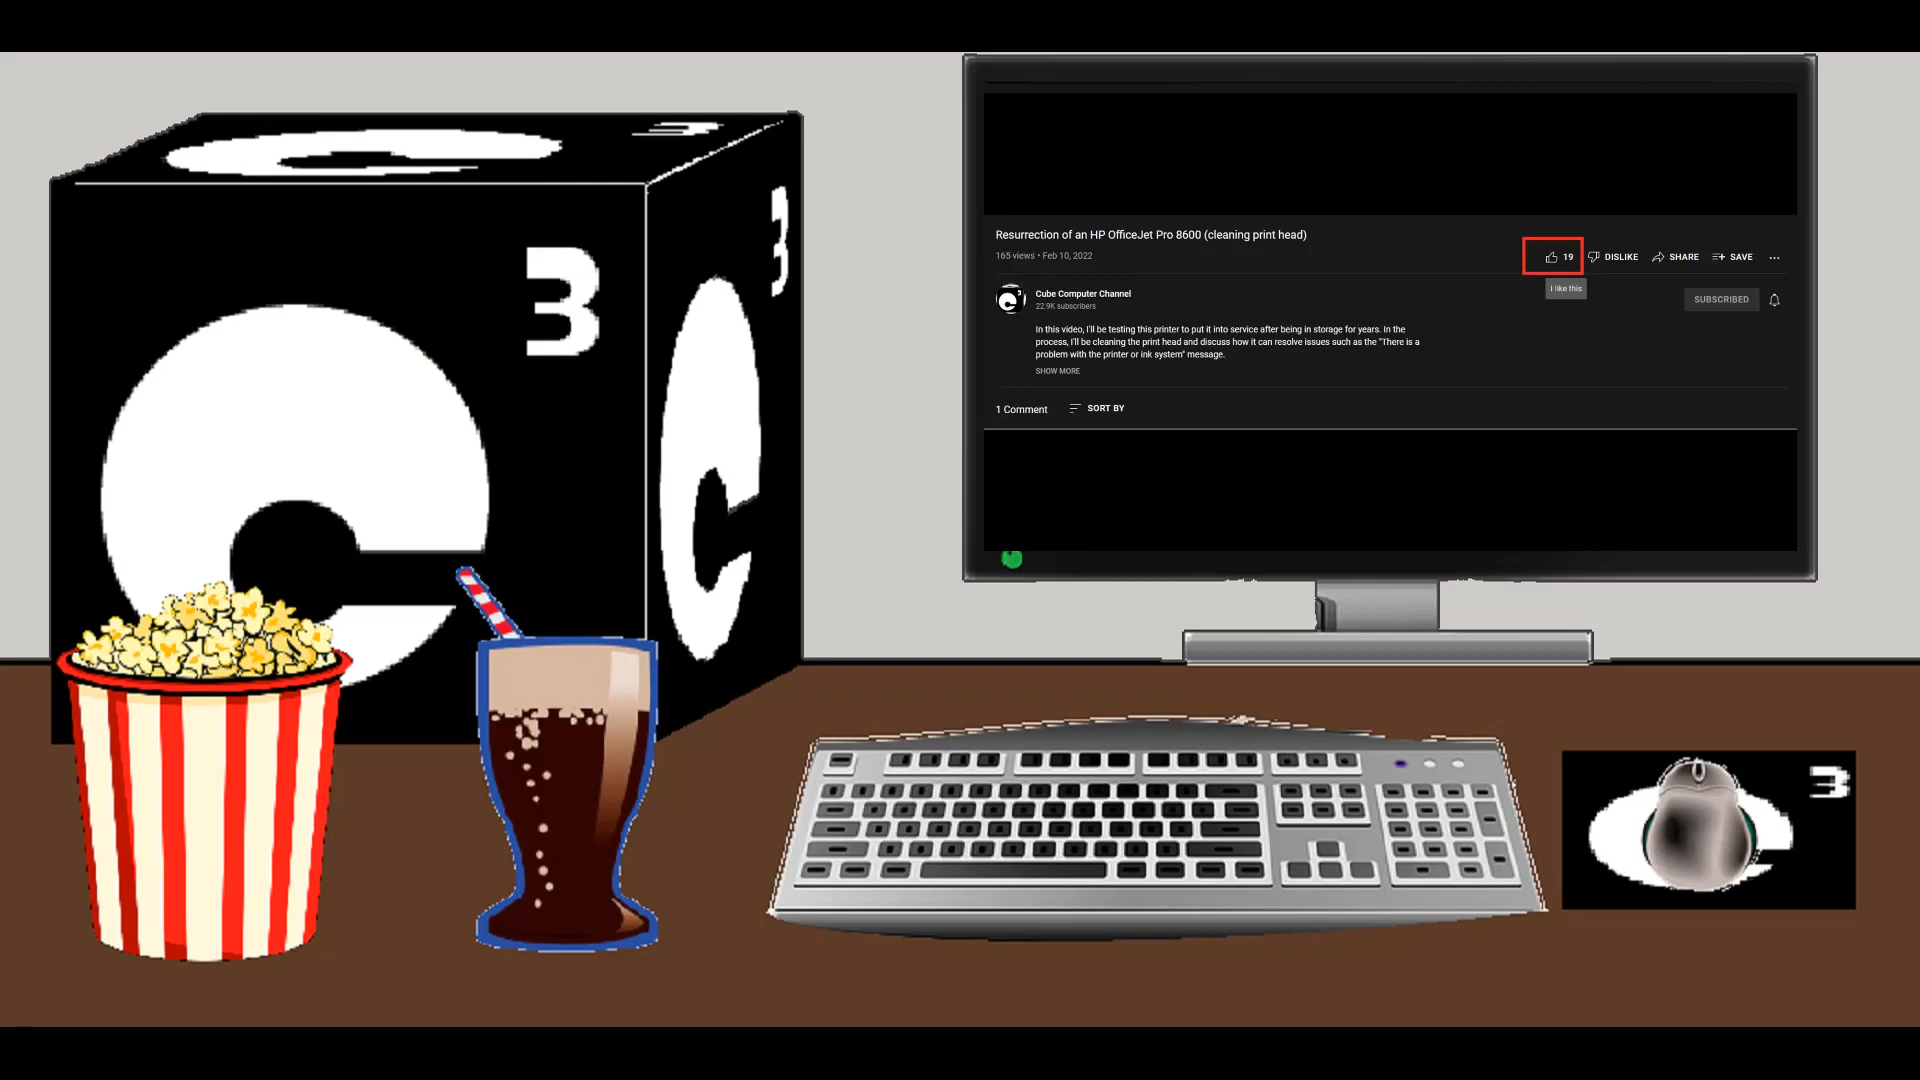 C3
C3
C3
Resurrection of an HP OfficeJet Pro 8600 (cleaning print head)
165 views • Feb 10, 2022
19 DISLIKE SHARE SAVE ...
I like this
Cube Computer Channel
22.9K subscribers
SUBSCRIBED
In this video, I'll be testing this printer to put it into service after being in storage for years. In the
process, I'll be cleaning the print head and discuss how it can resolve issues such as the "There is a
problem with the printer or ink system" message.
SHOW MORE
1 Comment SORT BY
3